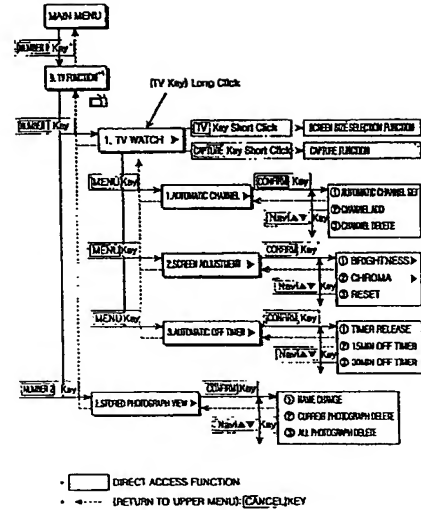 MAIN MENU
Key
3. TV FUNCTION
(TV Key) Long Click
NUMBER 1 Key
1. TV WATCH ▶
TV Key Short Click
SCREEN SIZE SELECTION FUNCTION
CAPTURE Key Short Click
CAPTURE FUNCTION
MENU Key
1.AUTOMATIC CHANNEL ▶
CONFIRM Key
Navi▲▼ Key
① AUTOMATIC CHANNEL SET
② CHANNEL ADD
③ CHANNEL DELETE
MENU Key
2.SCREEN ADJUSTMENT ▶
CONFIRM Key
Navi▲▼ Key
① BRIGHTNESS▶
② CHROMA ▶
③ RESET
MENU Key
3.AUTOMATIC OFF TIMER ▶
CONFIRM Key
Navi▲▼ Key
① TIMER RELEASE
② 15MIN OFF TIMER
③ 30MIN OFF TIMER
NUMBER 2 Key
2.STORED PHOTOGRAPH VIEW ▶
CONFIRM Key
Navi▲▼ Key
① NAME CHANGE
② CURRENT PHOTOGRAPH DELETE
③ ALL PHOTOGRAPH DELETE
• DIRECT ACCESS FUNCTION
• (RETURN TO UPPER MENU): CANCEL KEY